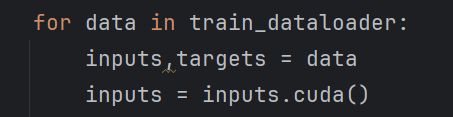 for data in train_dataloader:
    inputs,targets = data
    inputs = inputs.cuda()